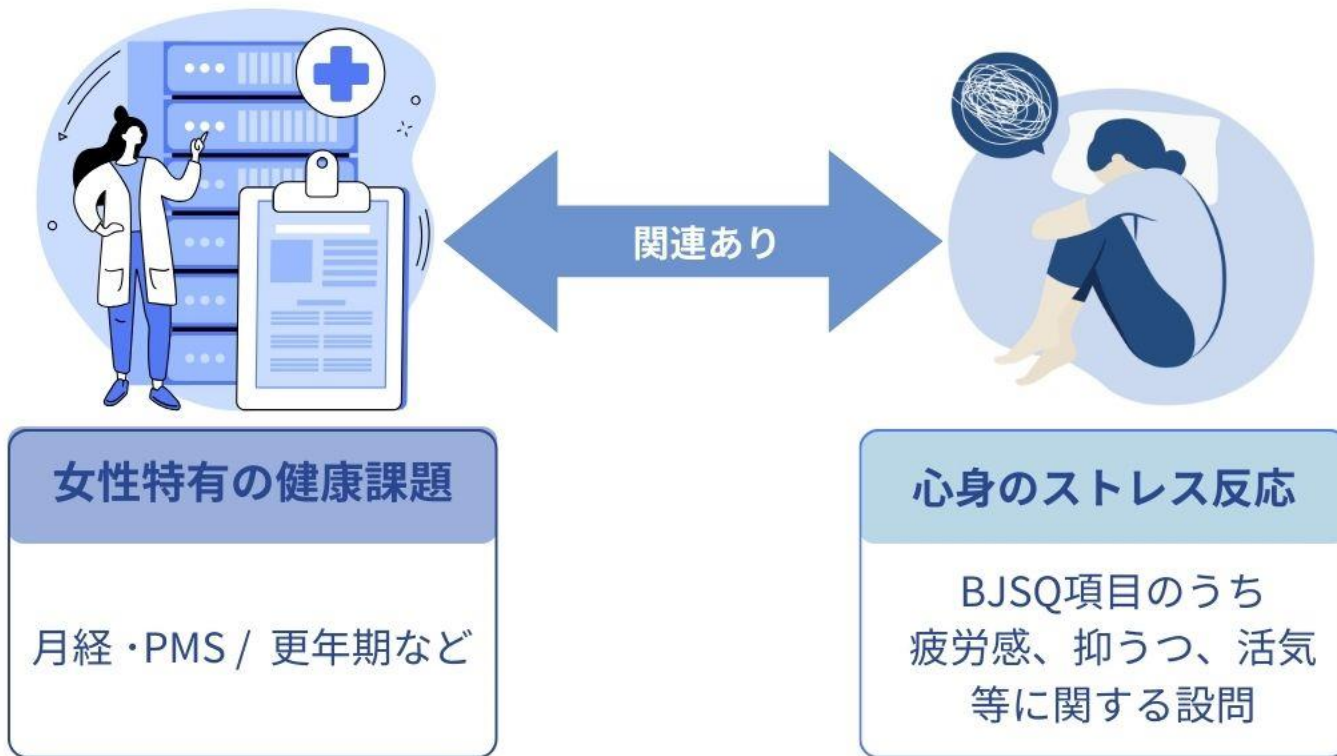 関連あり
女性特有の健康課題
月経・PMS / 更年期など
心身のストレス反応
BJSQ項目のうち
疲労感、抑うつ、活気
等に関する設問